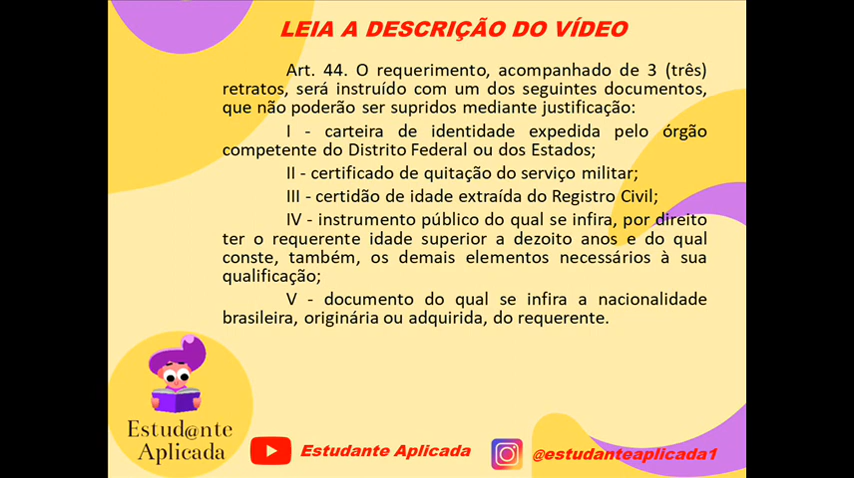 LEIA A DESCRIÇÃO DO VÍDEO
Art. 44. O requerimento, acompanhado de 3 (três)
retratos, será instruído com um dos seguintes documentos,
que não poderão ser supridos mediante justificação:
I - carteira de identidade expedida pelo órgão
competente do Distrito Federal ou dos Estados;
II - certificado de quitação do serviço militar;
III - certidão de idade extraída do Registro Civil;
IV - instrumento público do qual se infira, por direito
ter o requerente idade superior a dezoito anos e do qual
conste, também, os demais elementos necessários à sua
qualificação;
V - documento do qual se infira a nacionalidade
brasileira, originária ou adquirida, do requerente.
Estud@nte
Aplicada
Estudante Aplicada
@estudanteaplicada1